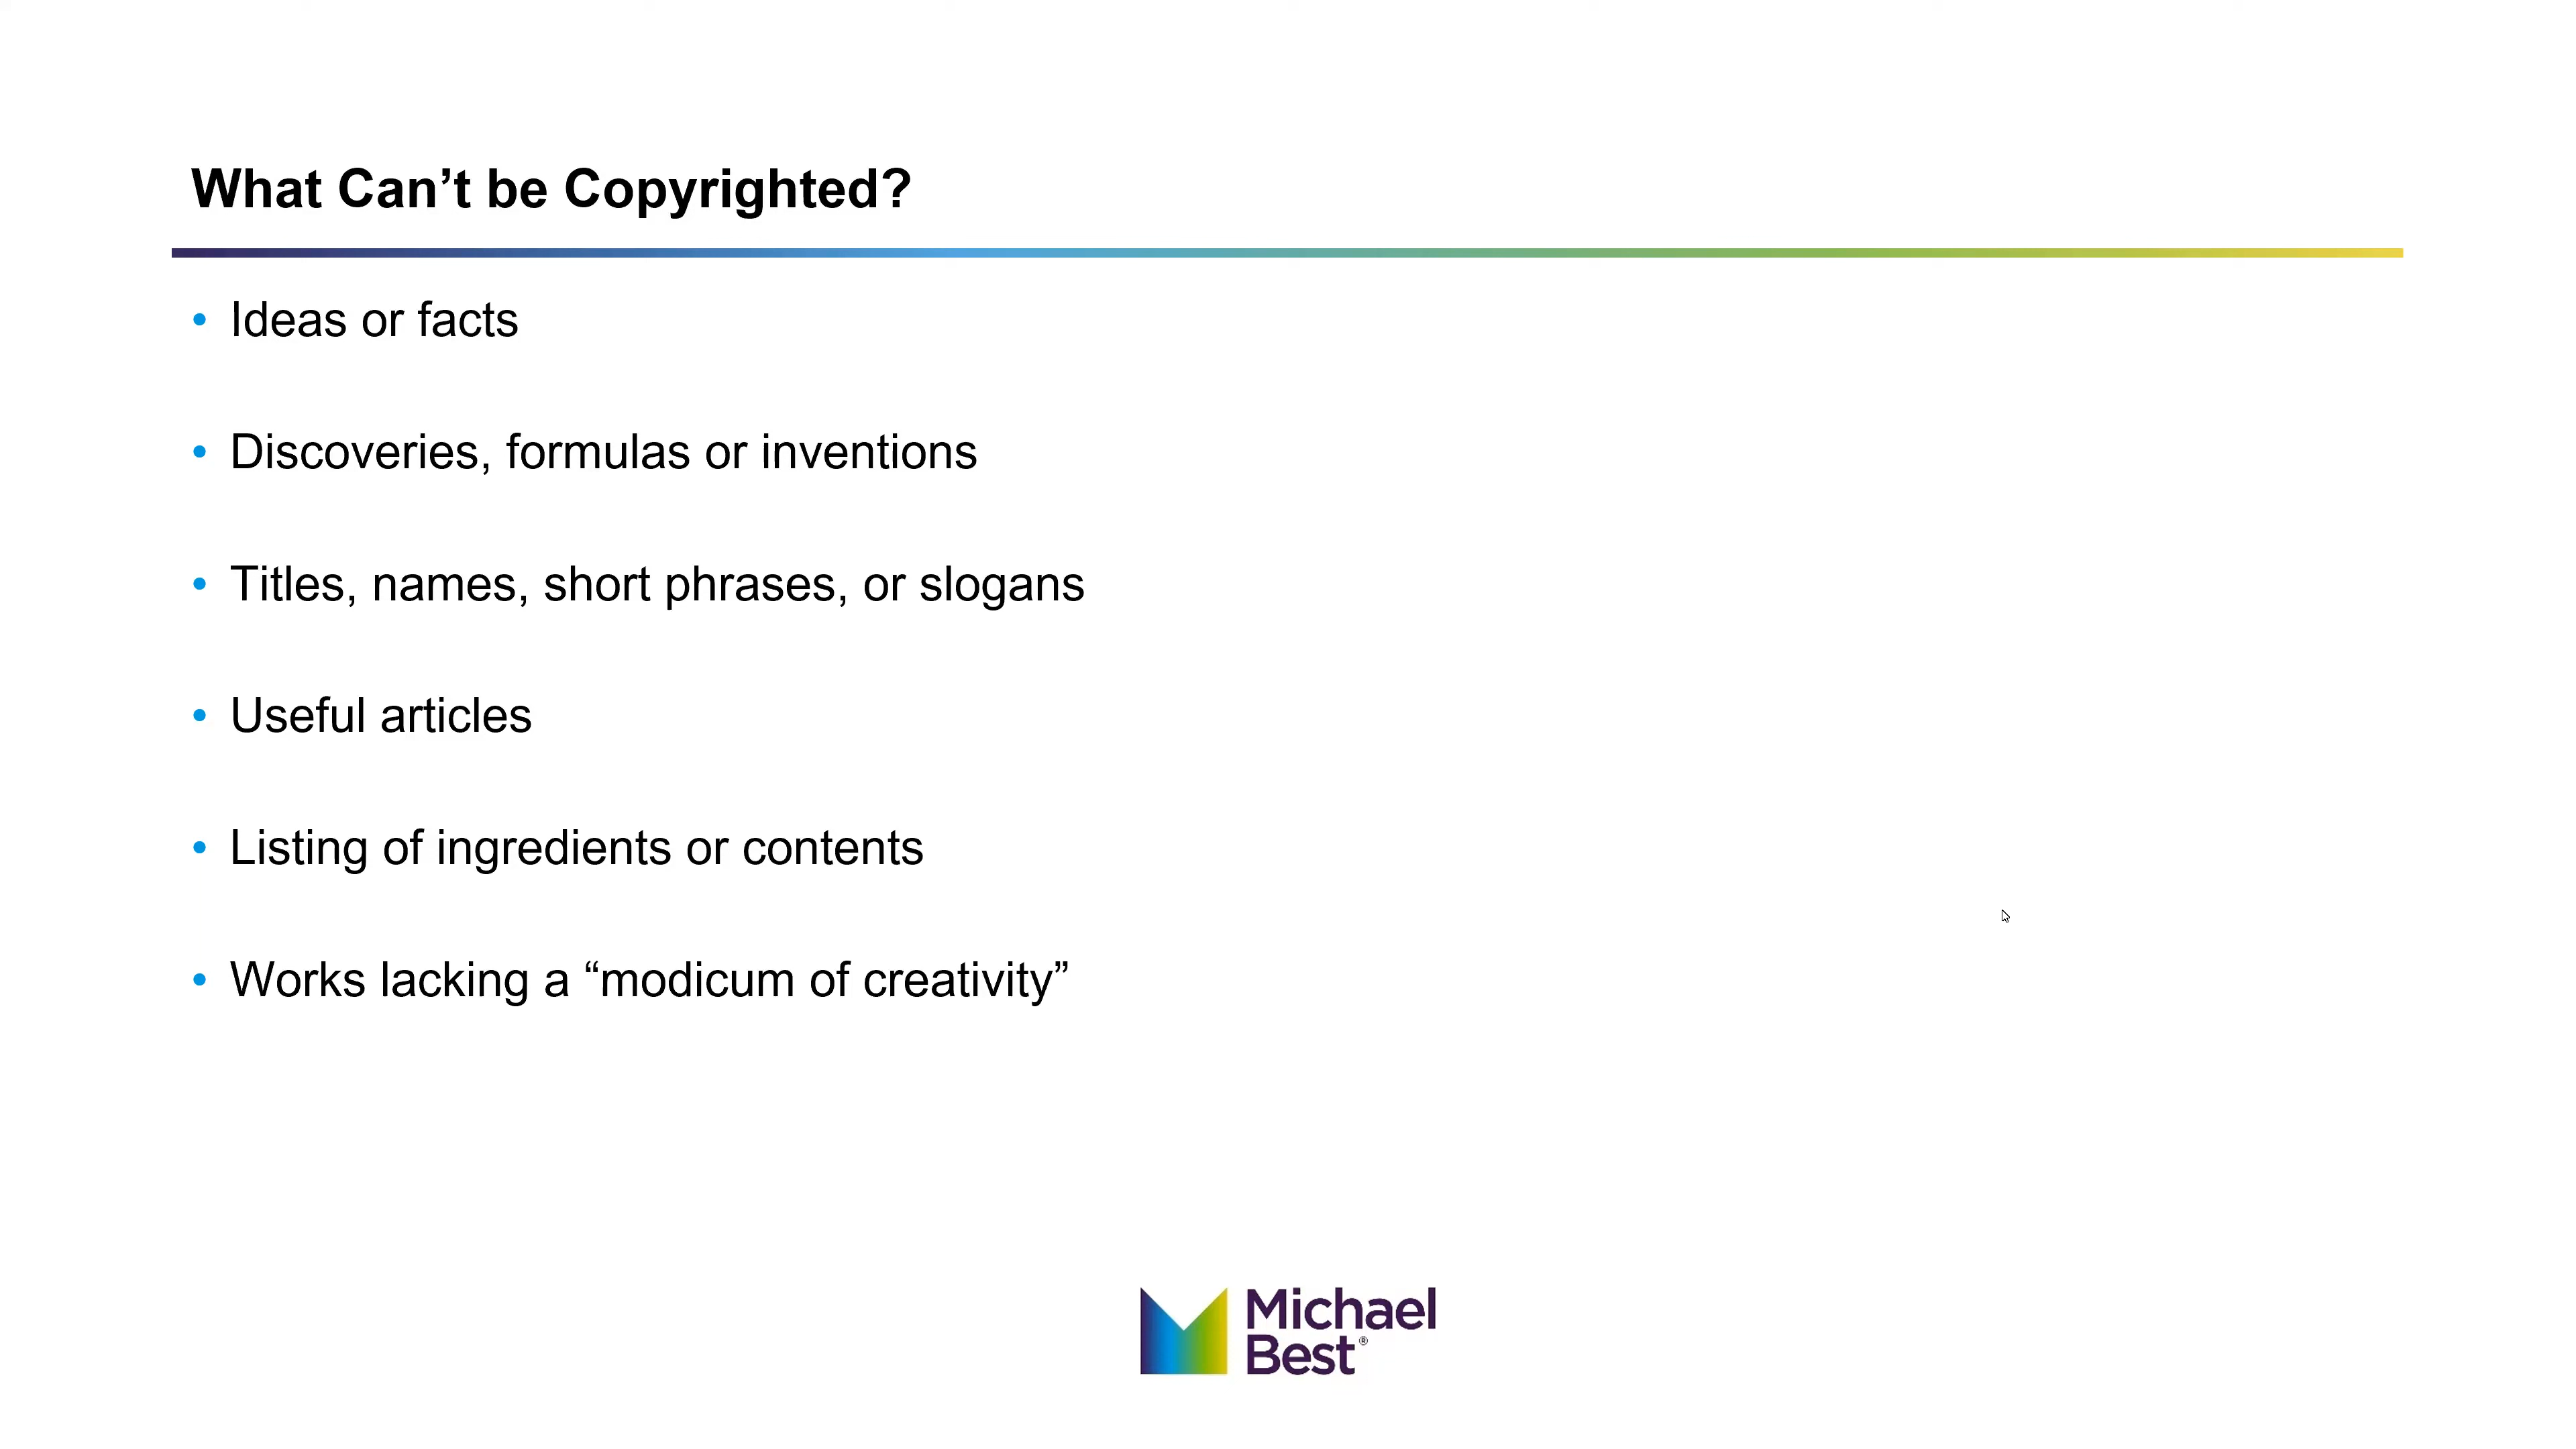 What Can’t be Copyrighted?
• Ideas or facts
• Discoveries, formulas or inventions
• Titles, names, short phrases, or slogans
• Useful articles
• Listing of ingredients or contents
• Works lacking a “modicum of creativity”
Michael
Best®